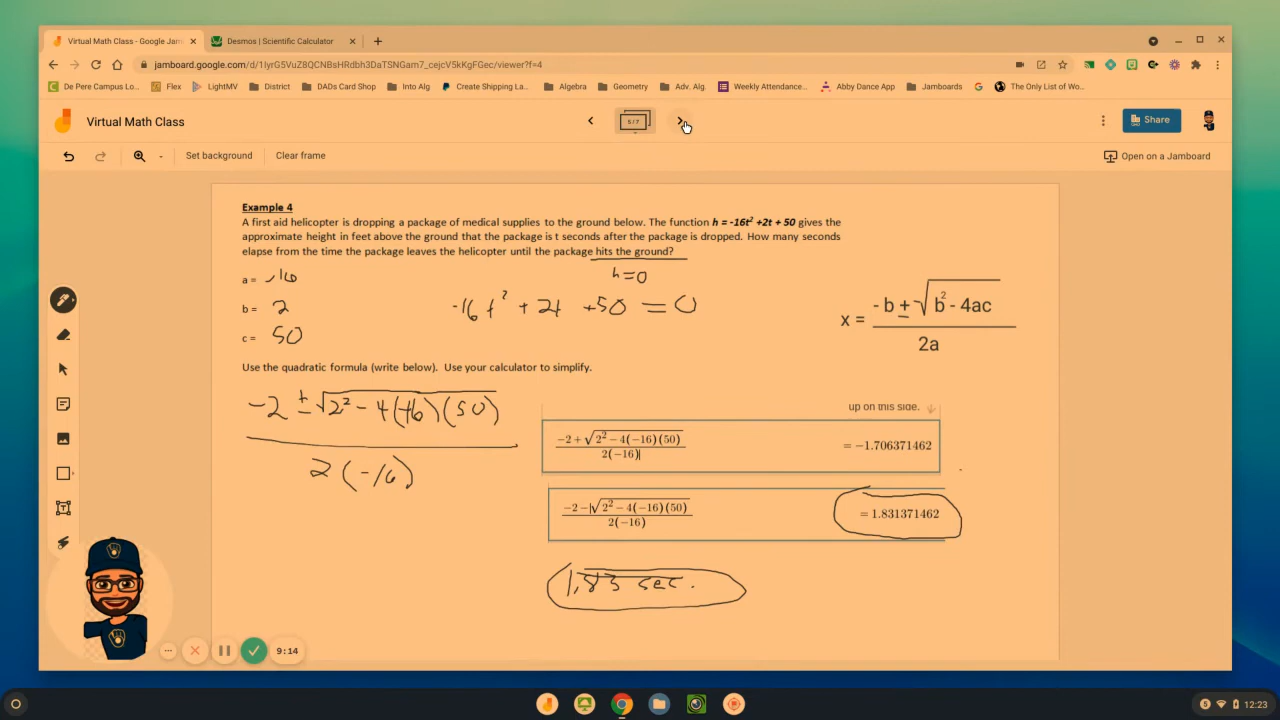 Virtual Math Class - Google Jam
Desmos | Scientific Calculator
jamboard.google.com/d/1IyrG5VuZ8QCNBsHRdbh3DaTSNGam7_cejcV5kKgFGec/viewer?f=4
De Pere Campus Lo... Flex LightMV District DADs Card Shop Into Alg Create Shipping La... Algebra Geometry Adv. Alg. Weekly Attendance... Abby Dance App Jamboards The Only List of Wo...
Virtual Math Class
5 / 7
Share
Set background
Clear frame
Open on a Jamboard
Example 4
A first aid helicopter is dropping a package of medical supplies to the ground below. The function h = -16t² +2t + 50 gives the
approximate height in feet above the ground that the package is t seconds after the package is dropped. How many seconds
elapse from the time the package leaves the helicopter until the package hits the ground?
h=0
a = -16
b = 2
c = 50
-16t² + 2t + 50 = 0
x = -b ± √b² - 4ac
2a
Use the quadratic formula (write below). Use your calculator to simplify.
-2 ± √2² - 4(-16)(50)
2(-16)
up on this side.
-2 + √2² - 4(-16)(50)
2(-16)
= -1.706371462
-2 - √2² - 4(-16)(50)
2(-16)
= 1.831371462
1.83 sec.
9:14
5
12:23